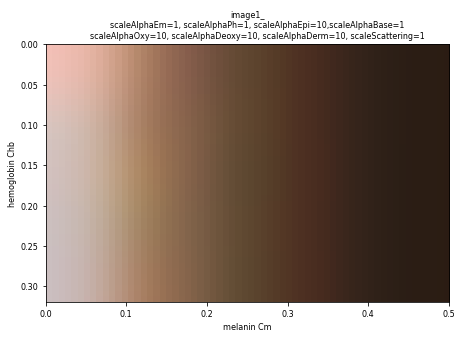 image1_
scaleAlphaEm=1, scaleAlphaPh=1, scaleAlphaEpi=10,scaleAlphaBase=1
scaleAlphaOxy=10, scaleAlphaDeoxy=10, scaleAlphaDerm=10, scaleScattering=1
0.00
0.05
0.10
0.15
0.20
0.25
0.30
hemoglobin Chb
0.0 0.1 0.2 0.3 0.4 0.5
melanin Cm